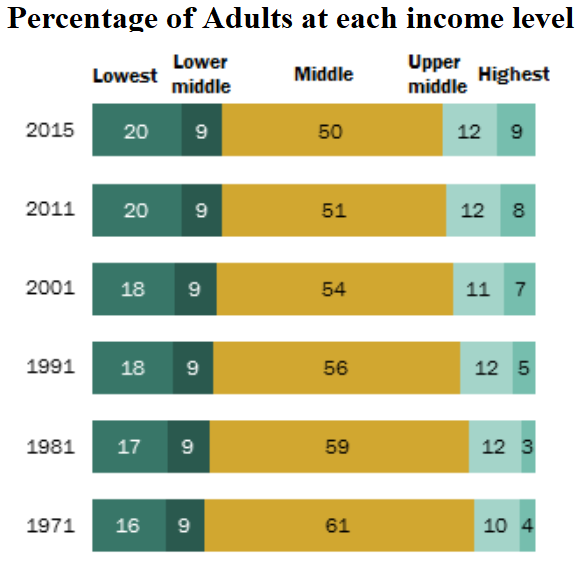 Percentage of Adults at each income level
Lowest Lower middle Middle Upper middle Highest
2015 20 9 50 12 9
2011 20 9 51 12 8
2001 18 9 54 11 7
1991 18 9 56 12 5
1981 17 9 59 12 3
1971 16 9 61 10 4